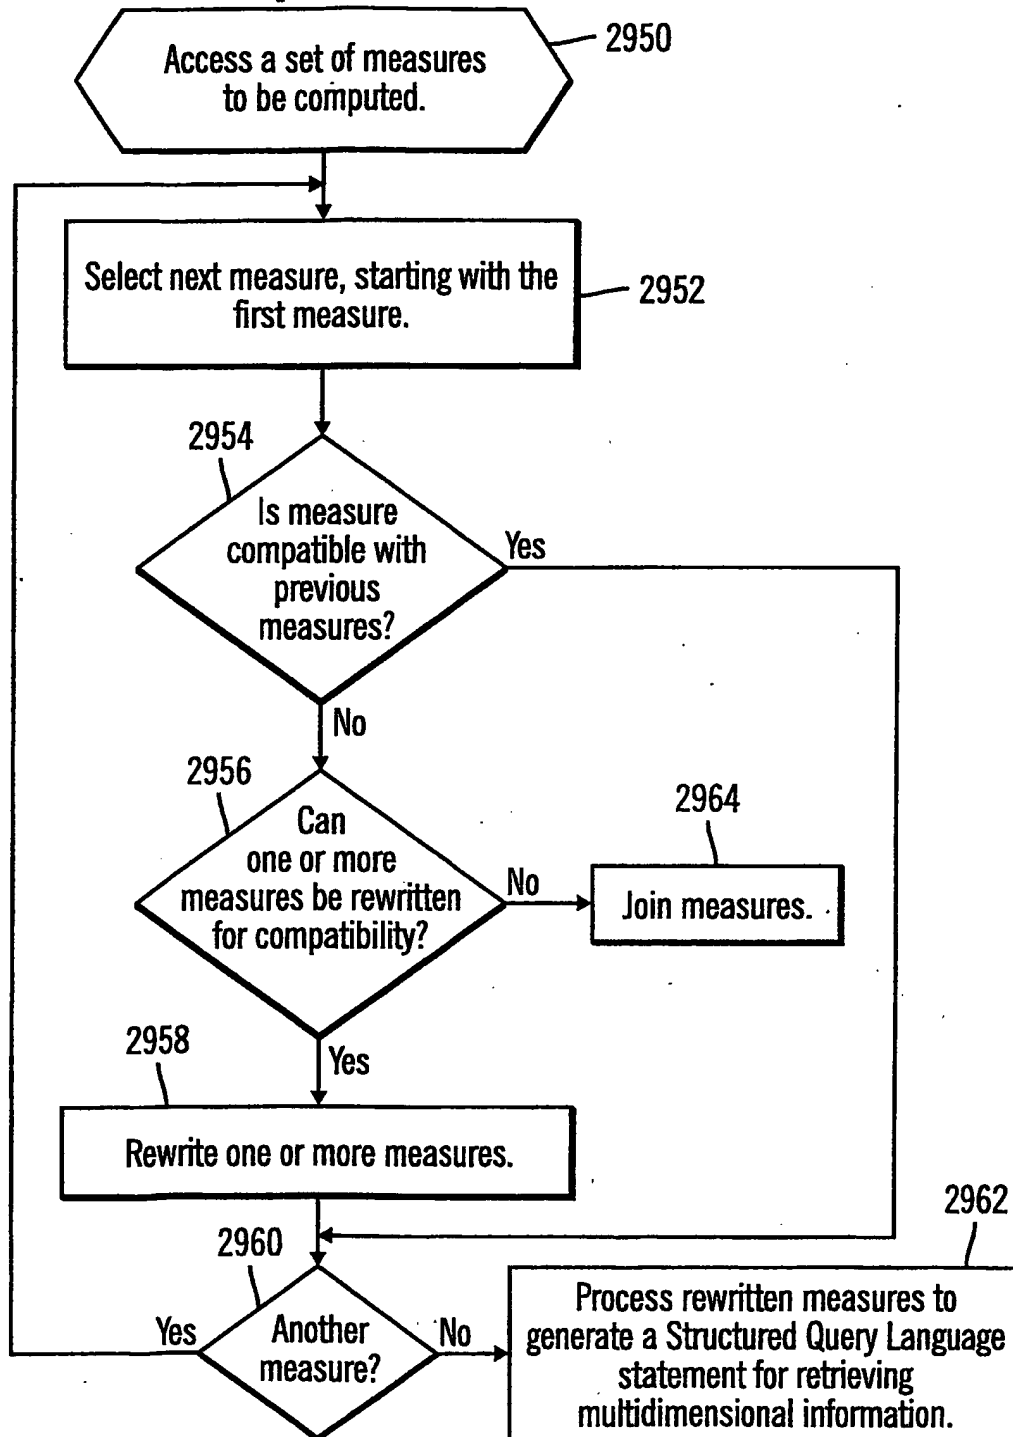 Access a set of measures
to be computed.
2950
Select next measure, starting with the
first measure.
2952
2954
Is measure
compatible with
previous
measures?
Yes
No
2956
Can
one or more
measures be rewritten
for compatibility?
No
2964
Join measures.
Yes
2958
Rewrite one or more measures.
2960
Another
measure?
Yes
No
2962
Process rewritten measures to
generate a Structured Query Language
statement for retrieving
multidimensional information.